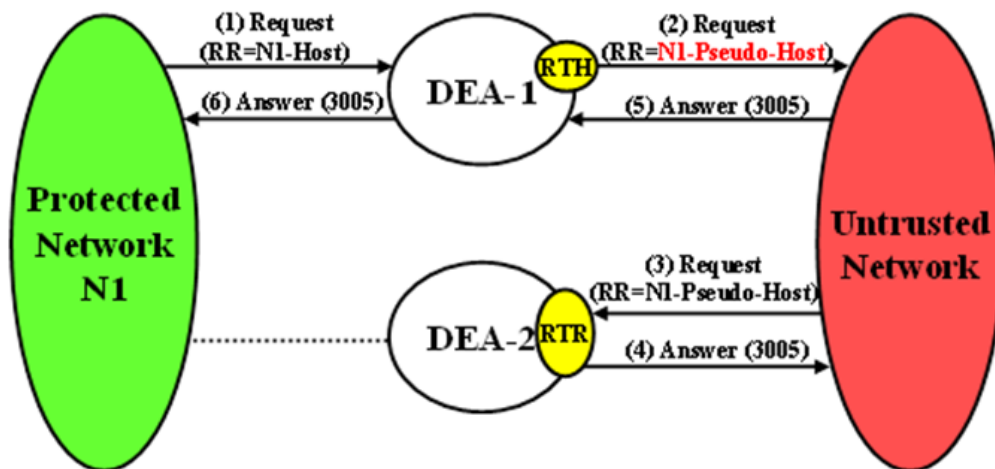 (1) Request
(RR=N1-Host)
(2) Request
(RR=N1-Pseudo-Host)
DEA-1
RTH
(6) Answer (3005)
(5) Answer (3005)
Protected
Network
N1
Untrusted
Network
(3) Request
(RR=N1-Pseudo-Host)
DEA-2
RTR
(4) Answer (3005)